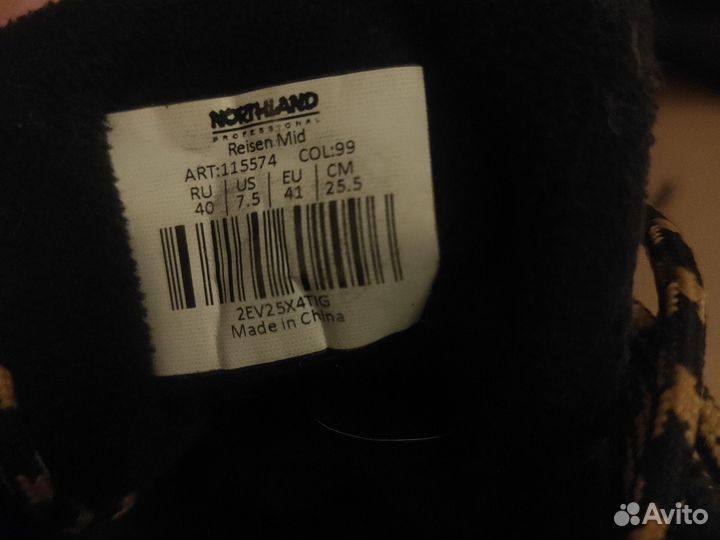 NORTHLAND
PROFESSIONAL
Reisen Mid
ART:115574 COL:99
RU US EU CM
40 7.5 41 25.5
2EV25X4TIG
Made in China
Avito